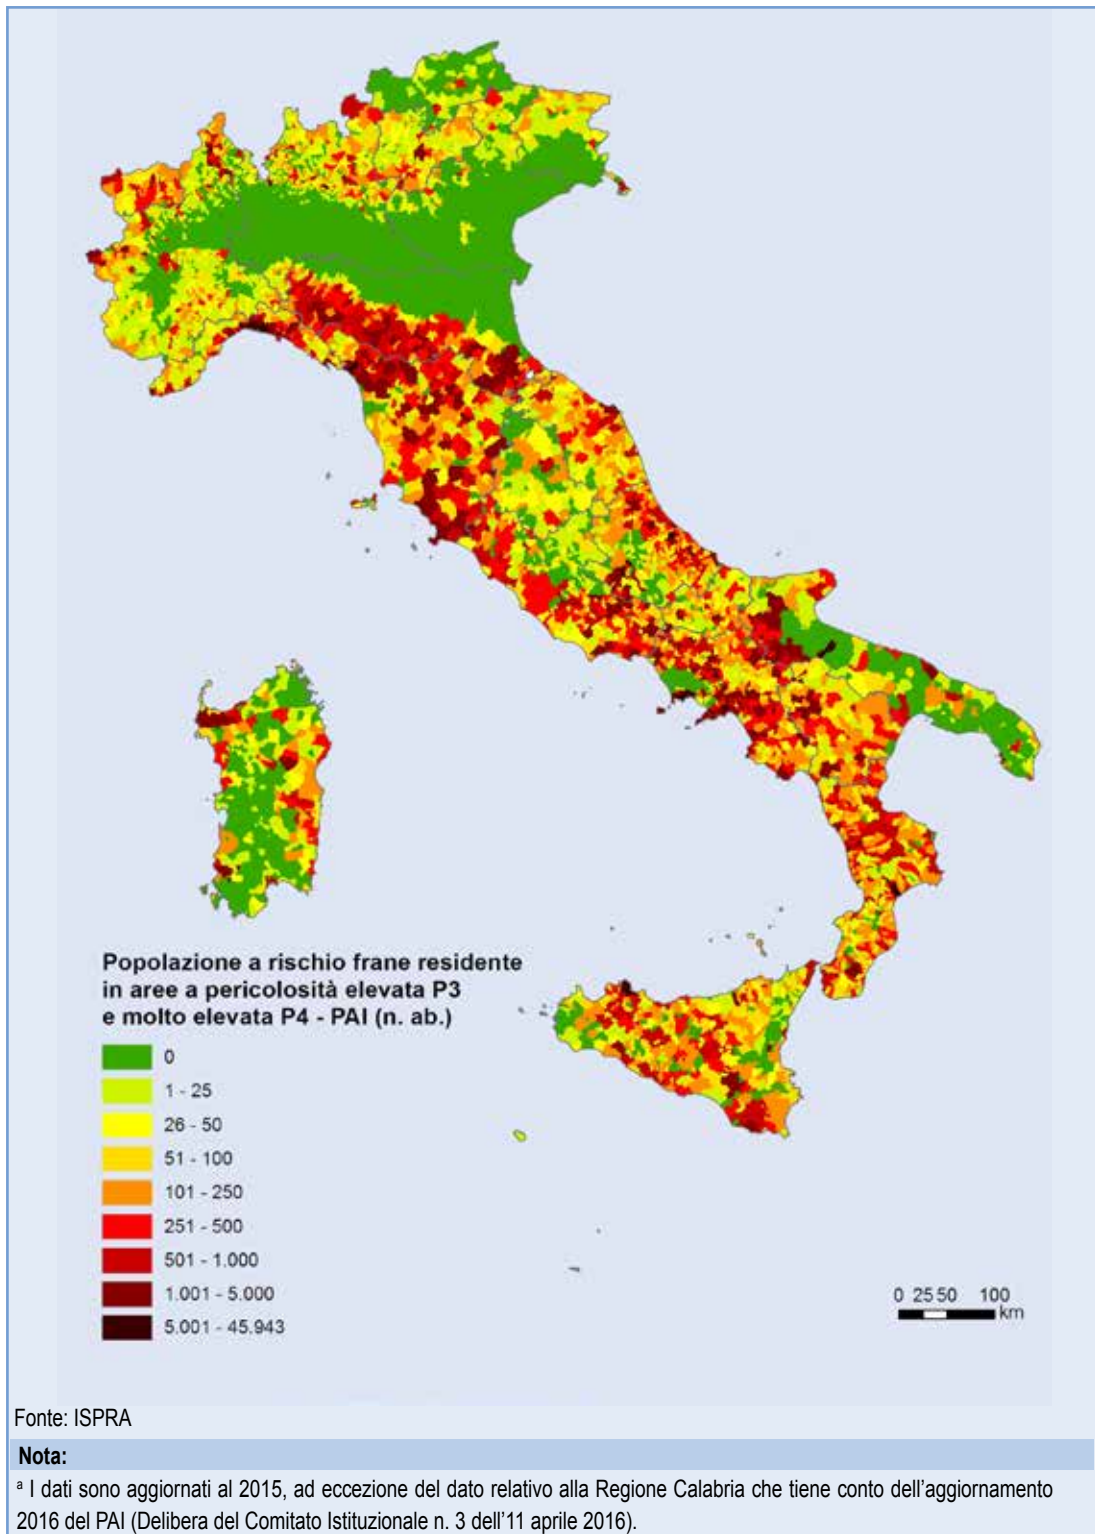 Popolazione a rischio frane residente
in aree a pericolosità elevata P3
e molto elevata P4 - PAI (n. ab.)
0
1 - 25
26 - 50
51 - 100
101 - 250
251 - 500
501 - 1.000
1.001 - 5.000
5.001 - 45.943
0 25 50 100
km
Fonte: ISPRA
Nota:
ᵃ I dati sono aggiornati al 2015, ad eccezione del dato relativo alla Regione Calabria che tiene conto dell’aggiornamento
2016 del PAI (Delibera del Comitato Istituzionale n. 3 dell’11 aprile 2016).